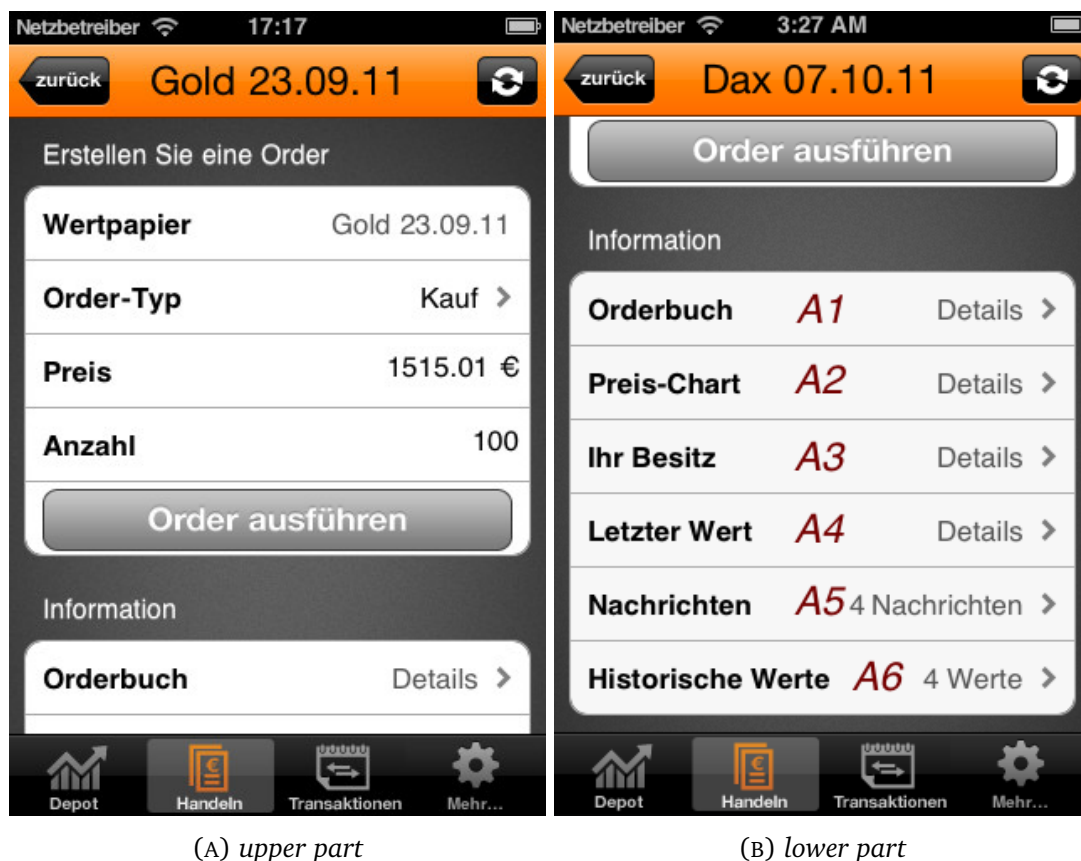 Netzbetreiber 17:17
zurück Gold 23.09.11
Erstellen Sie eine Order
Wertpapier Gold 23.09.11
Order-Typ Kauf
Preis 1515.01 €
Anzahl 100
Order ausführen
Information
Orderbuch Details
Depot Handeln Transaktionen Mehr...
(A) upper part
Netzbetreiber 3:27 AM
zurück Dax 07.10.11
Order ausführen
Information
Orderbuch A1 Details
Preis-Chart A2 Details
Ihr Besitz A3 Details
Letzter Wert A4 Details
Nachrichten A5 4 Nachrichten
Historische Werte A6 4 Werte
Depot Handeln Transaktionen Mehr...
(B) lower part